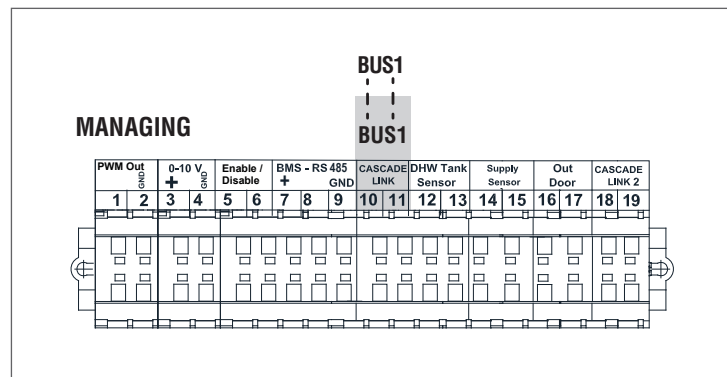 BUS1
BUS1
MANAGING
PWM Out GND 0-10 V + GND Enable / Disable BMS - RS 485 + GND CASCADE LINK DHW Tank Sensor Supply Sensor Out Door CASCADE LINK 2
1 2 3 4 5 6 7 8 9 10 11 12 13 14 15 16 17 18 19